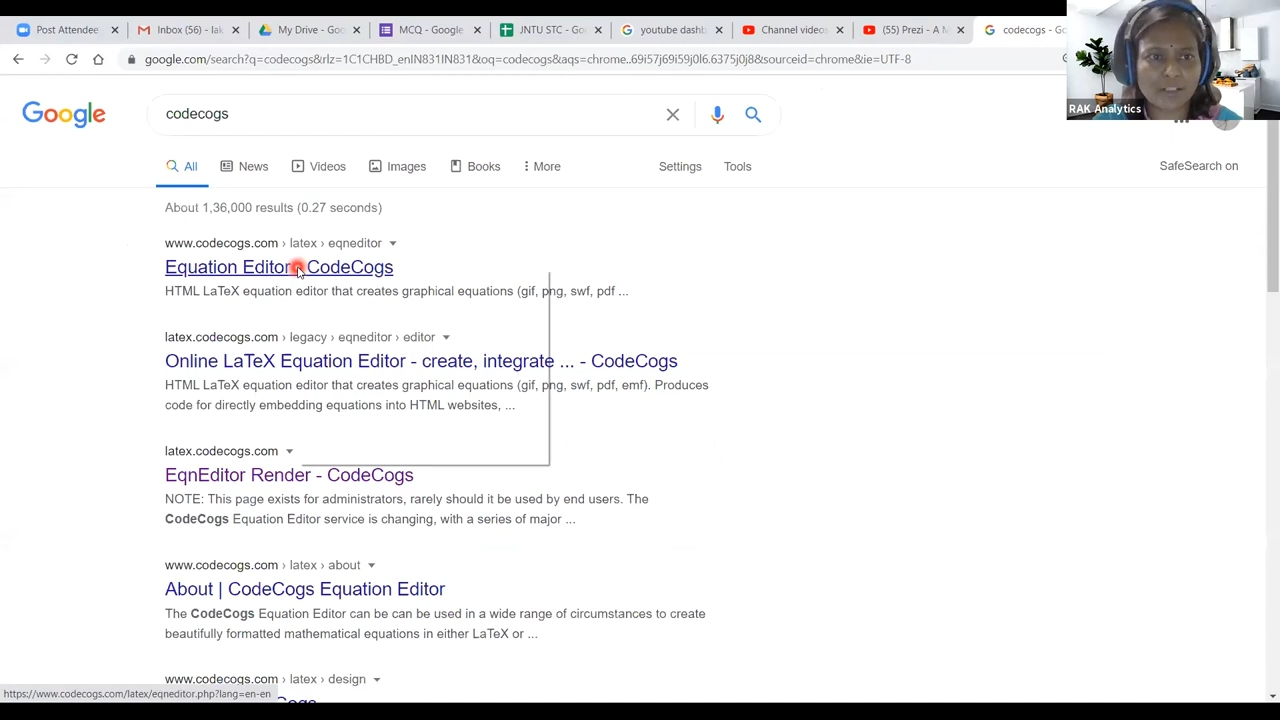 Post Attendee
Inbox (56) - lak
My Drive - Goo
MCQ - Google
JNTU STC - Go
youtube dashb
Channel videos
(55) Prezi - A M
codecogs - Go
google.com/search?q=codecogs&rlz=1C1CHBD_enIN831IN831&oq=codecogs&aqs=chrome..69i57j69i59j0l6.6375j0j8&sourceid=chrome&ie=UTF-8
RAK Analytics
Google
codecogs
All
News
Videos
Images
Books
More
Settings
Tools
SafeSearch on
About 1,36,000 results (0.27 seconds)
www.codecogs.com › latex › eqneditor
Equation Editor - CodeCogs
HTML LaTeX equation editor that creates graphical equations (gif, png, swf, pdf ...
latex.codecogs.com › legacy › eqneditor › editor
Online LaTeX Equation Editor - create, integrate ... - CodeCogs
HTML LaTeX equation editor that creates graphical equations (gif, png, swf, pdf, emf). Produces
code for directly embedding equations into HTML websites, ...
latex.codecogs.com
EqnEditor Render - CodeCogs
NOTE: This page exists for administrators, rarely should it be used by end users. The
CodeCogs Equation Editor service is changing, with a series of major ...
www.codecogs.com › latex › about
About | CodeCogs Equation Editor
The CodeCogs Equation Editor can be can be used in a wide range of circumstances to create
beautifully formatted mathematical equations in either LaTeX or ...
www.codecogs.com › latex › design
https://www.codecogs.com/latex/eqneditor.php?lang=en-en